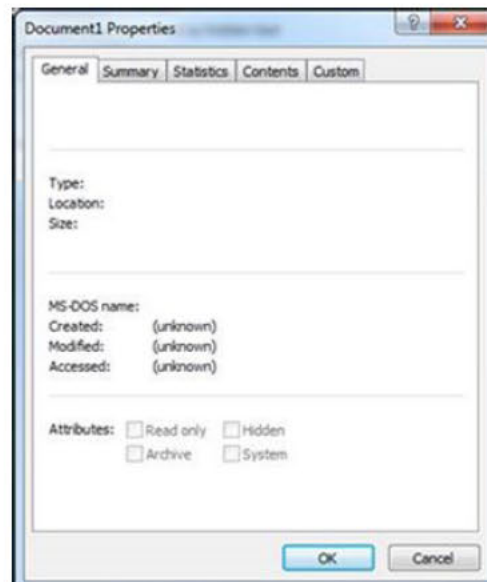 Document1 Properties
General Summary Statistics Contents Custom
Type:
Location:
Size:
MS-DOS name:
Created: (unknown)
Modified: (unknown)
Accessed: (unknown)
Attributes: Read only Hidden
Archive System
OK Cancel